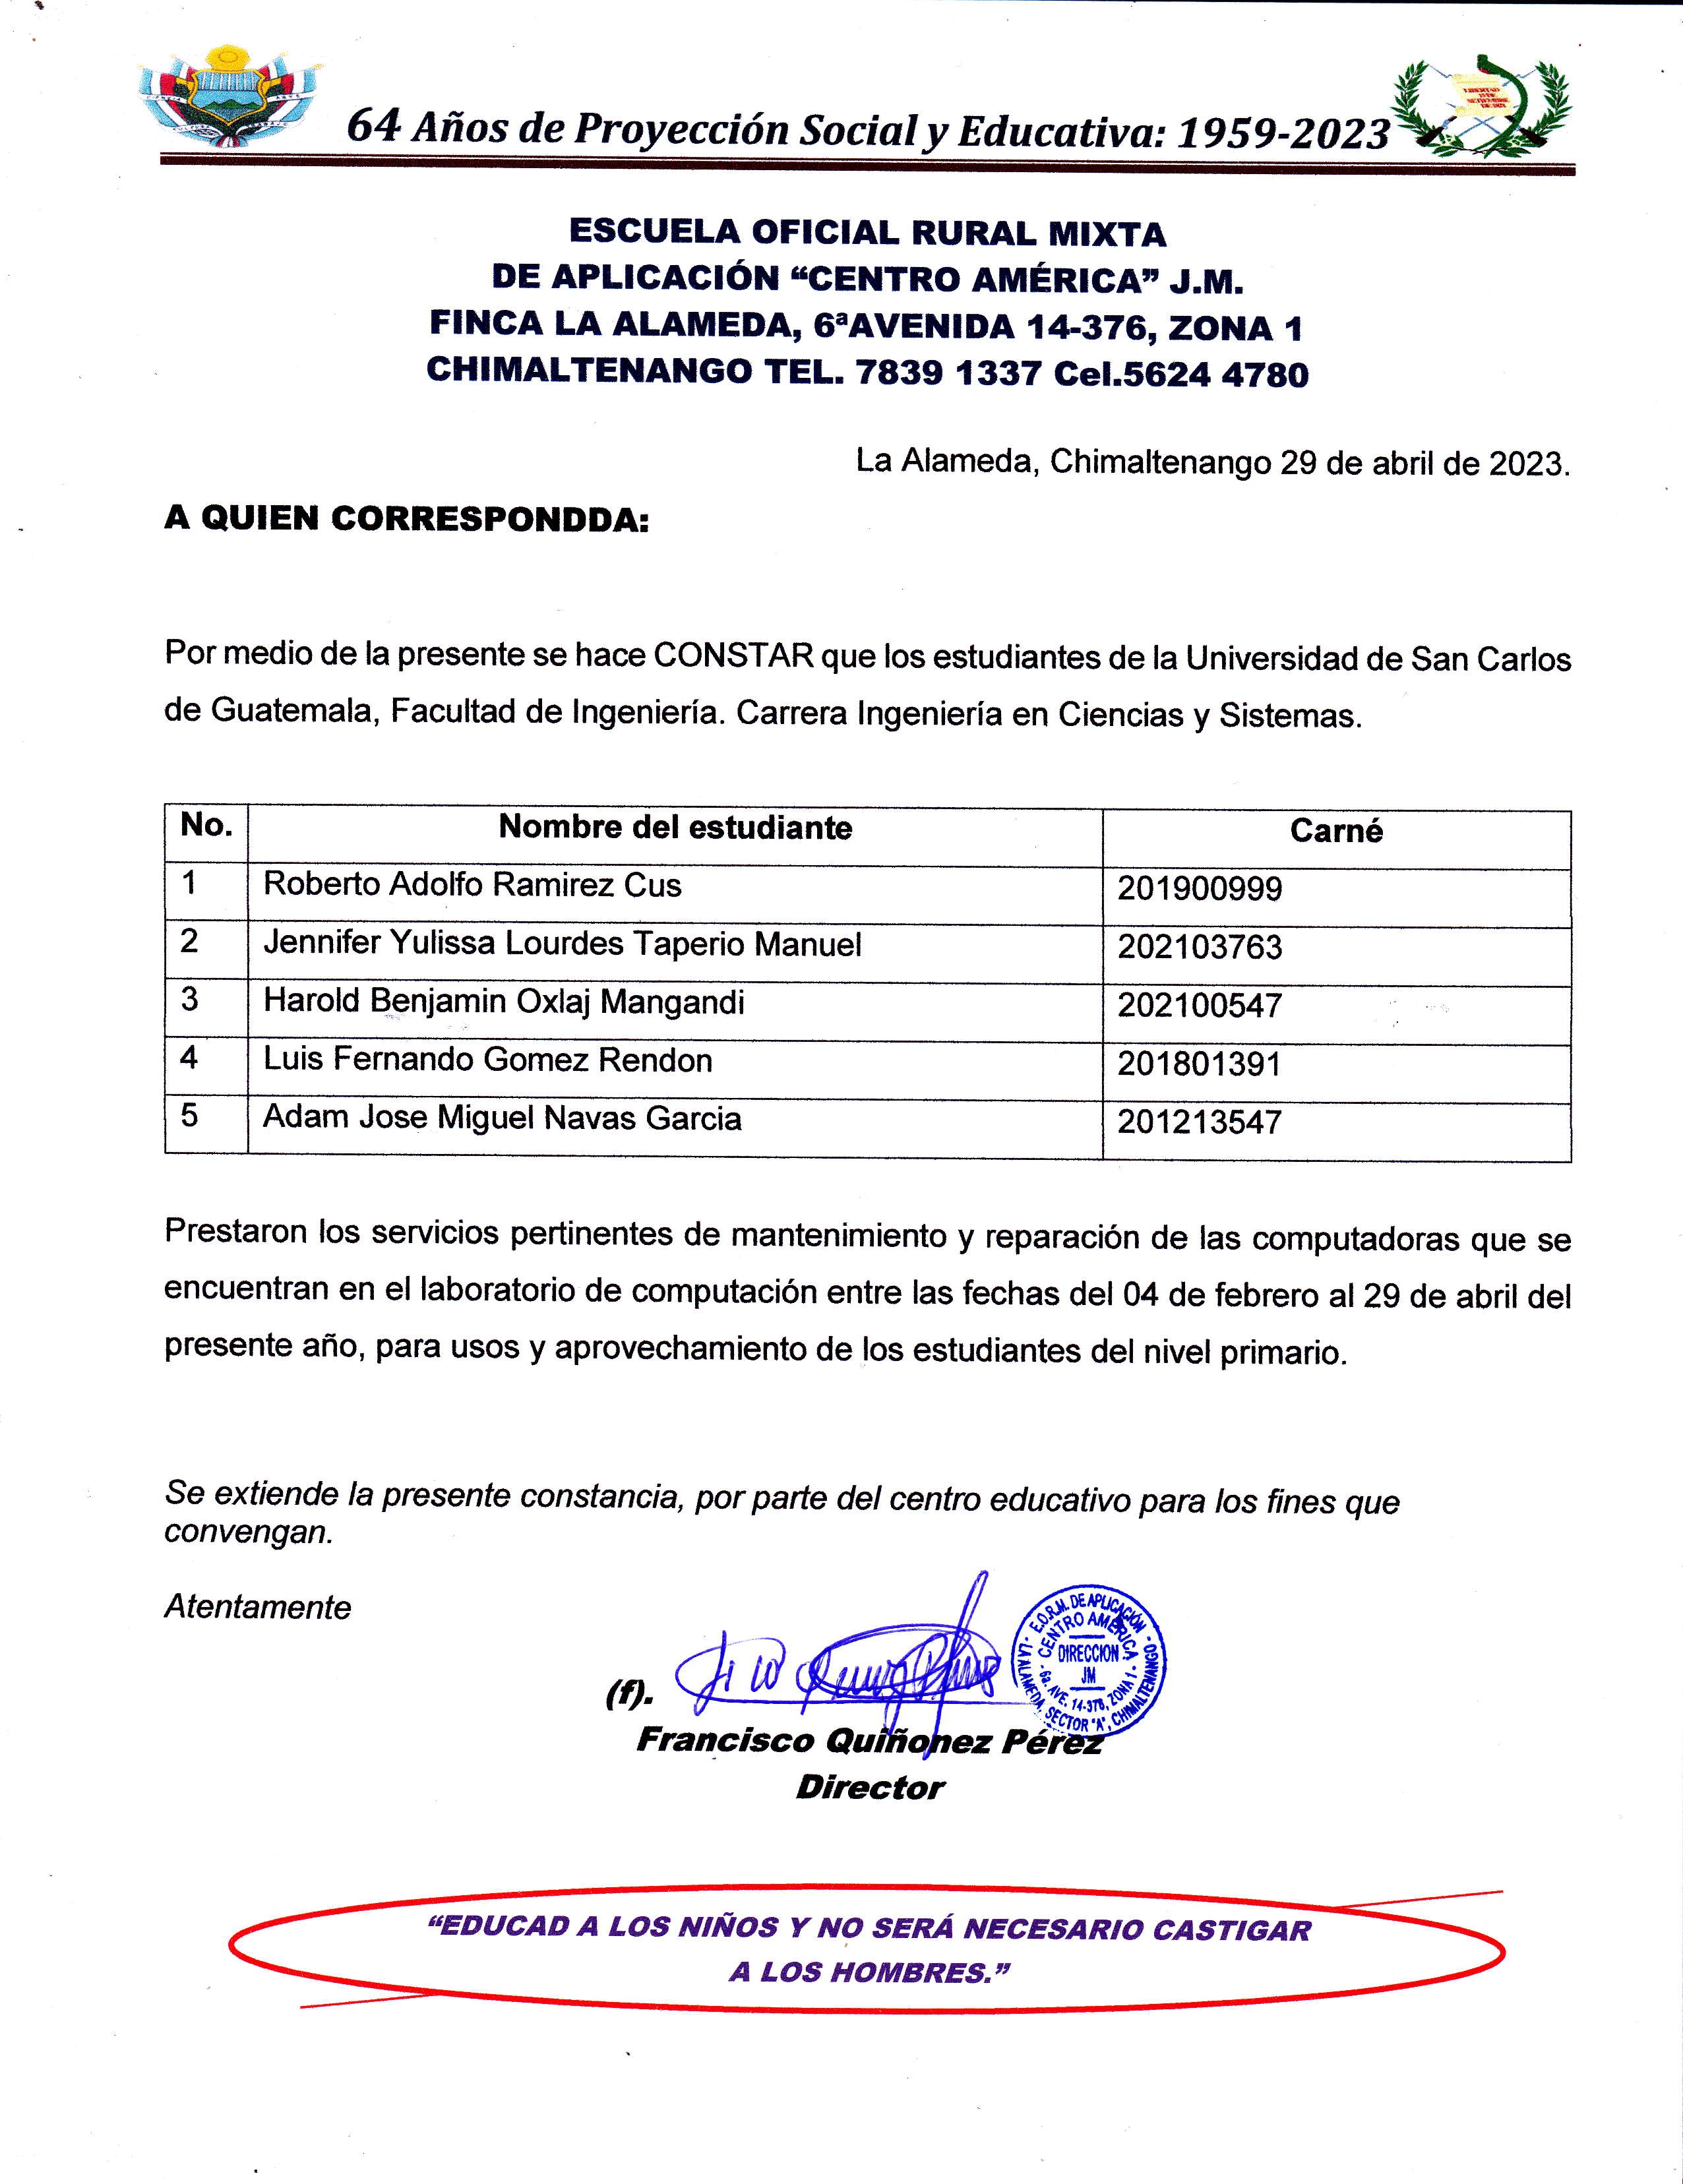 64 Años de Proyección Social y Educativa: 1959-2023
ESCUELA OFICIAL RURAL MIXTA
DE APLICACIÓN “CENTRO AMÉRICA” J.M.
FINCA LA ALAMEDA, 6ªAVENIDA 14-376, ZONA 1
CHIMALTENANGO TEL. 7839 1337 Cel.5624 4780
La Alameda, Chimaltenango 29 de abril de 2023.
A QUIEN CORRESPONDDA:
Por medio de la presente se hace CONSTAR que los estudiantes de la Universidad de San Carlos
de Guatemala, Facultad de Ingeniería. Carrera Ingeniería en Ciencias y Sistemas.
No. Nombre del estudiante Carné
1 Roberto Adolfo Ramirez Cus 201900999
2 Jennifer Yulissa Lourdes Taperio Manuel 202103763
3 Harold Benjamin Oxlaj Mangandi 202100547
4 Luis Fernando Gomez Rendon 201801391
5 Adam Jose Miguel Navas Garcia 201213547
Prestaron los servicios pertinentes de mantenimiento y reparación de las computadoras que se
encuentran en el laboratorio de computación entre las fechas del 04 de febrero al 29 de abril del
presente año, para usos y aprovechamiento de los estudiantes del nivel primario.
Se extiende la presente constancia, por parte del centro educativo para los fines que
convengan.
Atentamente
E.O.R.M. DE APLICACIÓN
CENTRO AMÉRICA
DIRECCION
JM
6a. AVE. 14-376, ZONA 1
LA ALAMEDA, SECTOR "A", CHIMALTENANGO
(f).
Francisco Quiñonez Pérez
Director
“EDUCAD A LOS NIÑOS Y NO SERÁ NECESARIO CASTIGAR
A LOS HOMBRES.”